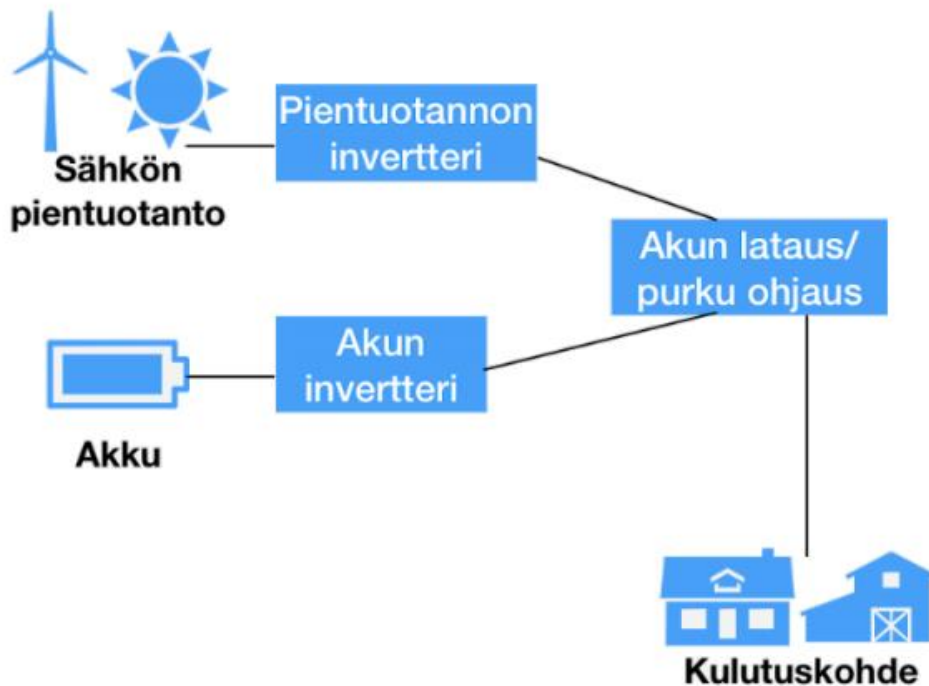 Pientuotannon
invertteri
Sähkön
pientuotanto
Akun lataus/
purku ohjaus
Akun
invertteri
Akku
Kulutuskohde